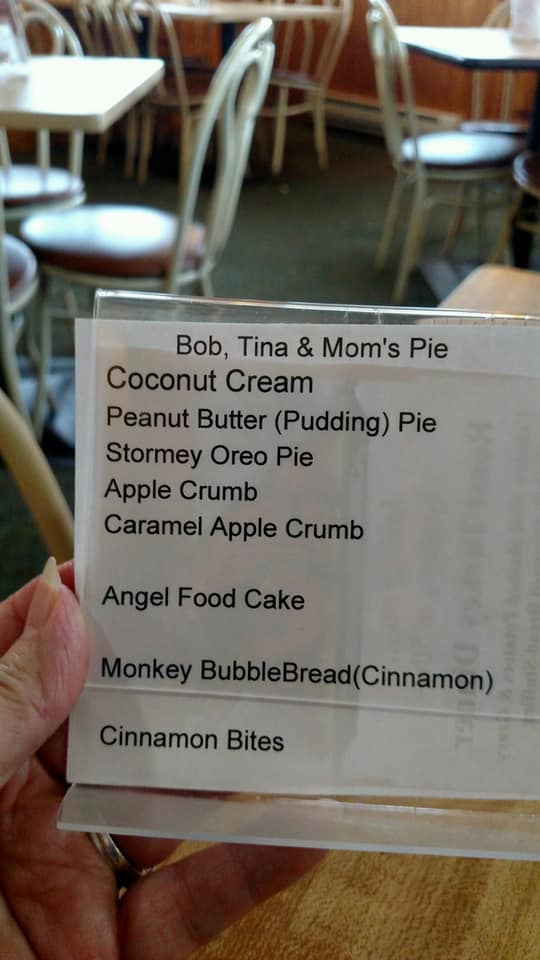 Bob, Tina & Mom's Pie
Coconut Cream
Peanut Butter (Pudding) Pie
Stormey Oreo Pie
Apple Crumb
Caramel Apple Crumb
Angel Food Cake
Monkey BubbleBread(Cinnamon)
Cinnamon Bites